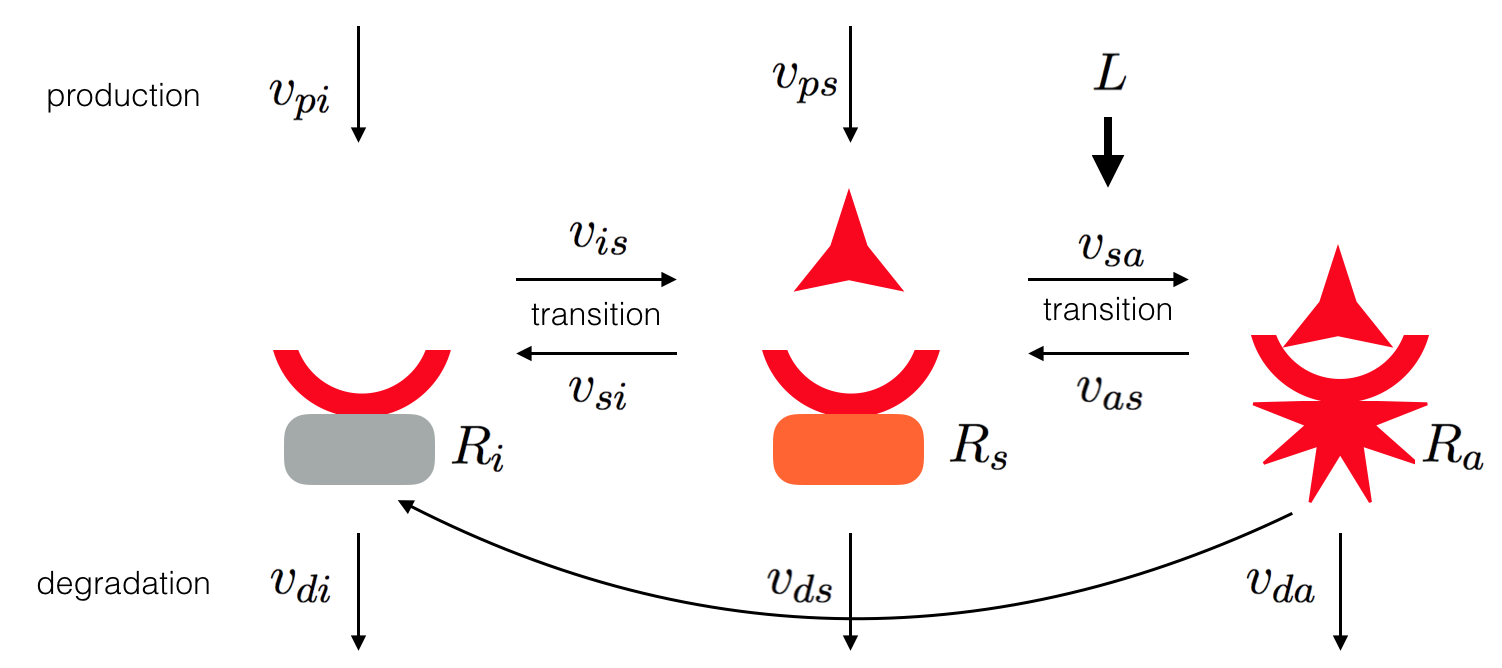 production
v_{pi}
v_{ps}
L
v_{is}
transition
v_{si}
v_{sa}
transition
v_{as}
R_i
R_s
R_a
degradation
v_{di}
v_{ds}
v_{da}